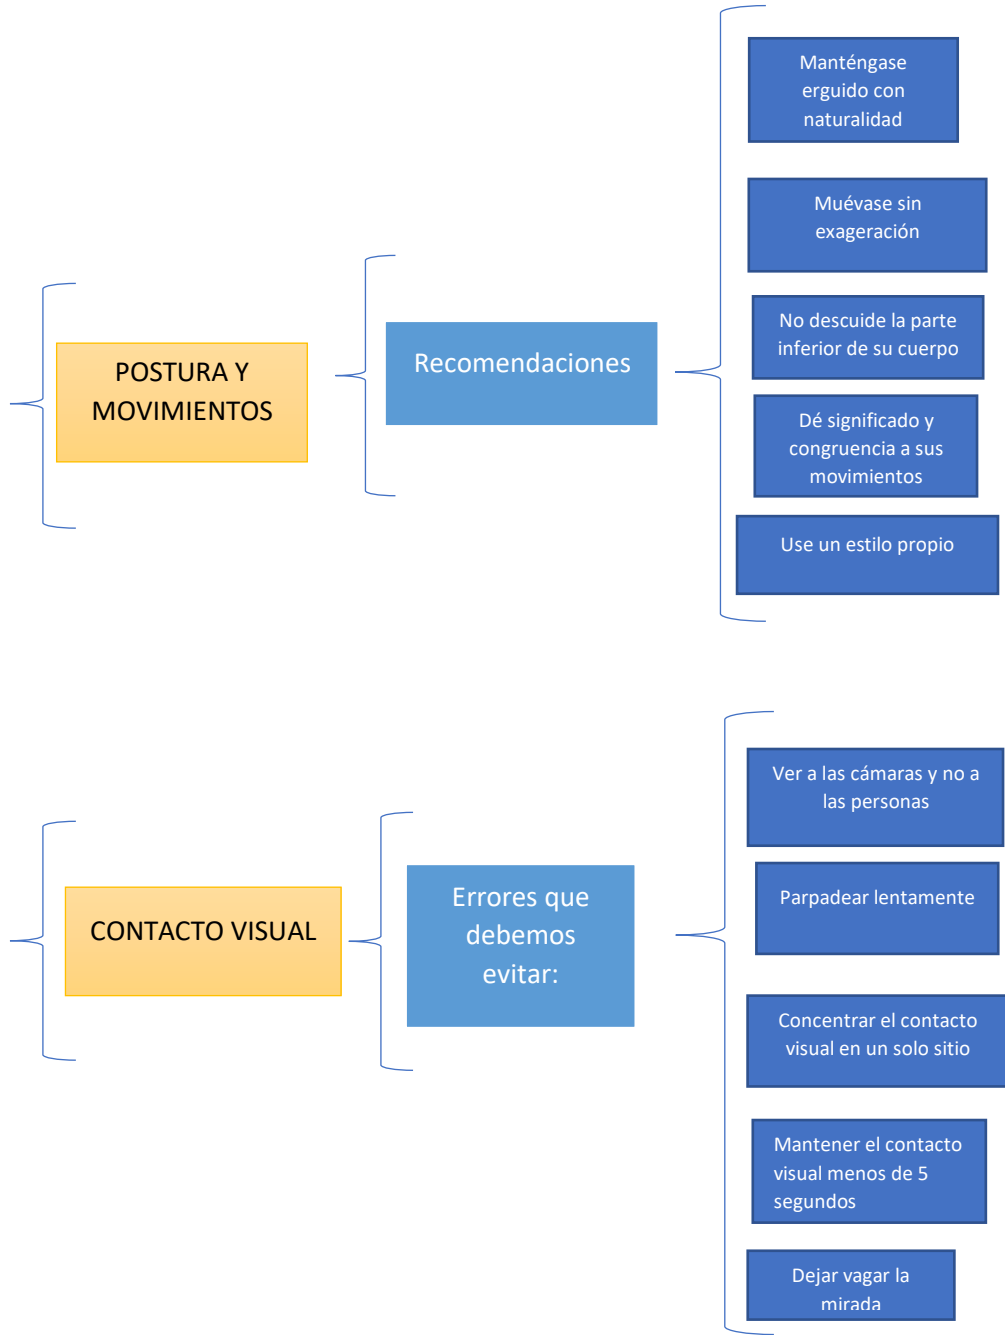 POSTURA Y
MOVIMIENTOS
Recomendaciones
Manténgase
erguido con
naturalidad
Muévase sin
exageración
No descuide la parte
inferior de su cuerpo
Dé significado y
congruencia a sus
movimientos
Use un estilo propio
CONTACTO VISUAL
Errores que
debemos
evitar:
Ver a las cámaras y no a
las personas
Parpadear lentamente
Concentrar el contacto
visual en un solo sitio
Mantener el contacto
visual menos de 5
segundos
Dejar vagar la
mirada